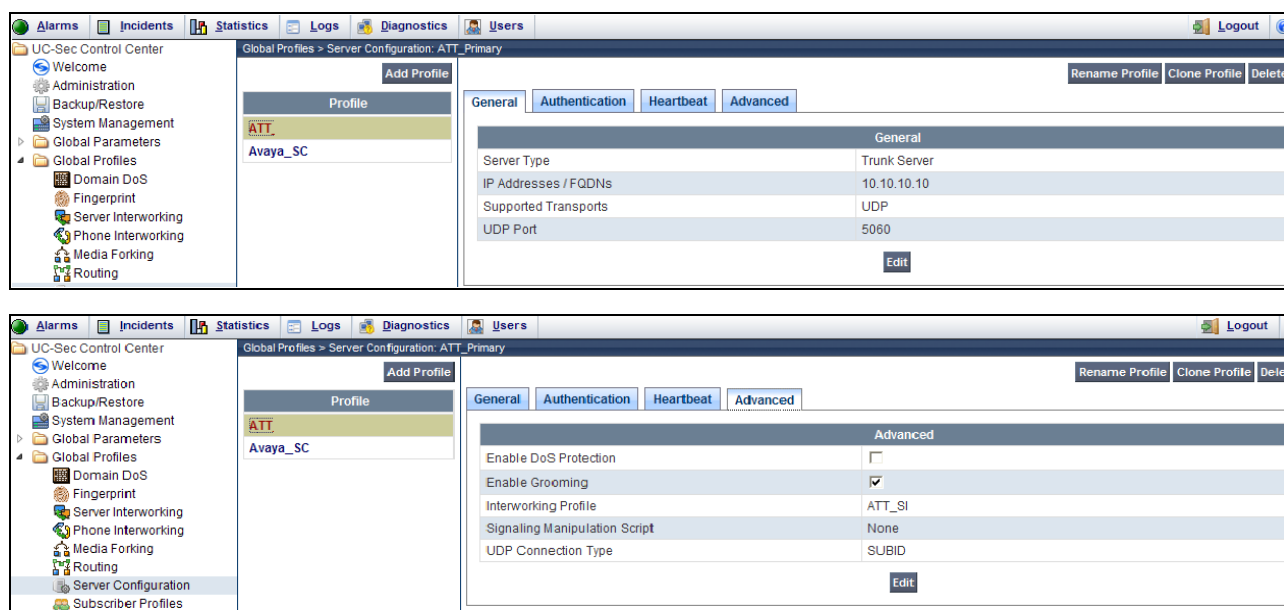 Alarms Incidents Statistics Logs Diagnostics Users Logout
UC-Sec Control Center
Welcome
Administration
Backup/Restore
System Management
Global Parameters
Global Profiles
Domain DoS
Fingerprint
Server Interworking
Phone Interworking
Media Forking
Routing
Global Profiles > Server Configuration: ATT_Primary
Add Profile
Profile
ATT
Avaya_SC
Rename Profile Clone Profile Delete
General Authentication Heartbeat Advanced
General
Server Type Trunk Server
IP Addresses / FQDNs 10.10.10.10
Supported Transports UDP
UDP Port 5060
Edit
Alarms Incidents Statistics Logs Diagnostics Users Logout
UC-Sec Control Center
Welcome
Administration
Backup/Restore
System Management
Global Parameters
Global Profiles
Domain DoS
Fingerprint
Server Interworking
Phone Interworking
Media Forking
Routing
Server Configuration
Subscriber Profiles
Global Profiles > Server Configuration: ATT_Primary
Add Profile
Profile
ATT
Avaya_SC
Rename Profile Clone Profile Dele
General Authentication Heartbeat Advanced
Advanced
Enable DoS Protection
Enable Grooming
Interworking Profile ATT_SI
Signaling Manipulation Script None
UDP Connection Type SUBID
Edit